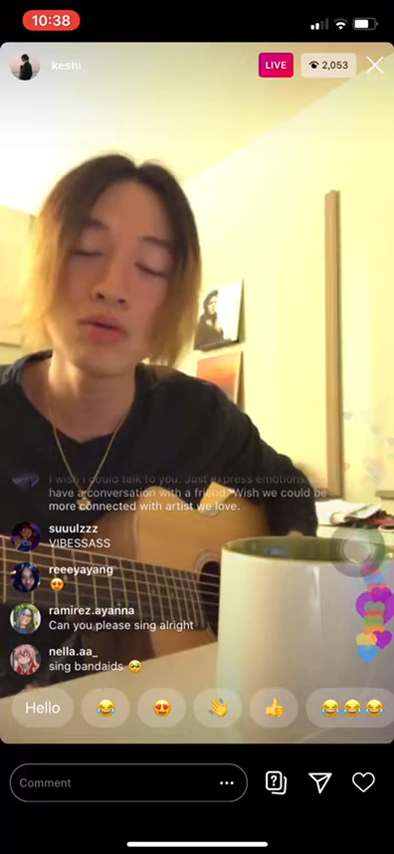 10:38
keshi
LIVE
2,053
I wish I could talk to you. Just express emotions,
have a conversation with a friend. Wish we could be
more connected with artist we love.
suuulzzz
VIBESSASS
reeeyayang
😍
ramirez.ayanna
Can you please sing alright
nella.aa_
sing bandaids 🥺
Hello 😂 😍 👋 👍 😂😂😂
Comment